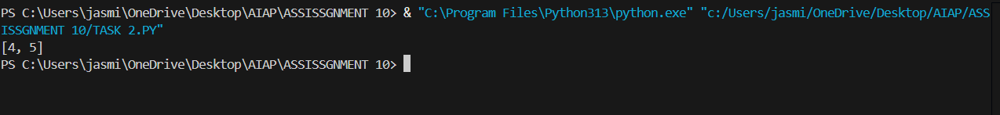 PS C:\Users\jasmi\OneDrive\Desktop\AIAP\ASSISSGNMENT 10> & "C:\Program Files\Python313\python.exe" "c:/Users/jasmi/OneDrive/Desktop/AIAP/ASS
ISSGNMENT 10/TASK 2.PY"
[4, 5]
PS C:\Users\jasmi\OneDrive\Desktop\AIAP\ASSISSGNMENT 10>